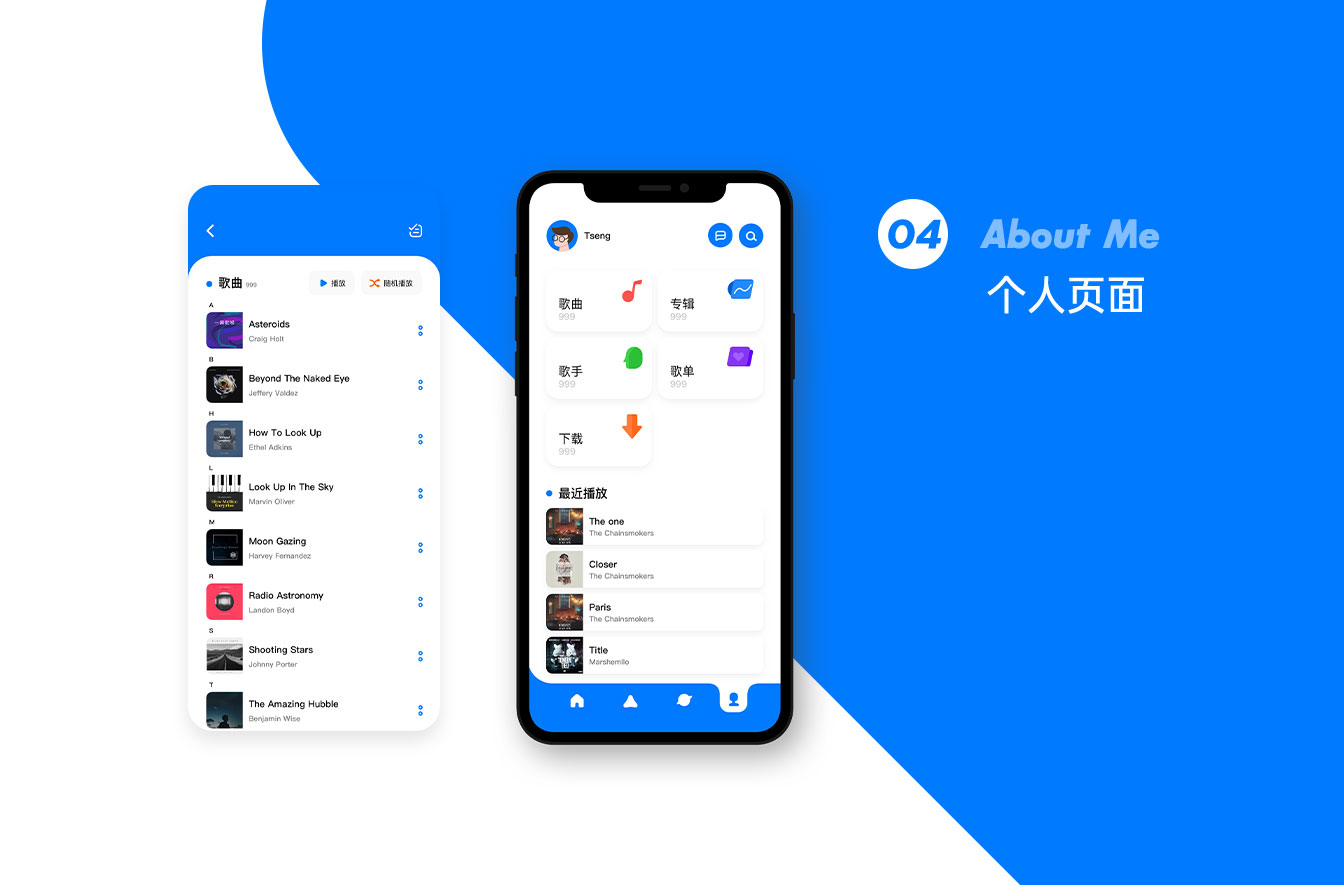 歌曲 999
播放
随机播放
A
Asteroids
Craig Holt
B
Beyond The Naked Eye
Jeffery Valdez
H
How To Look Up
Ethel Adkins
L
Look Up In The Sky
Marvin Oliver
M
Moon Gazing
Harvey Fernandez
R
Radio Astronomy
Landon Boyd
S
Shooting Stars
Johnny Porter
T
The Amazing Hubble
Benjamin Wise
Tseng
歌曲
999
专辑
999
歌手
999
歌单
999
下载
999
最近播放
The one
The Chainsmokers
Closer
The Chainsmokers
Paris
The Chainsmokers
Title
Marshemllo
04 About Me
个人页面